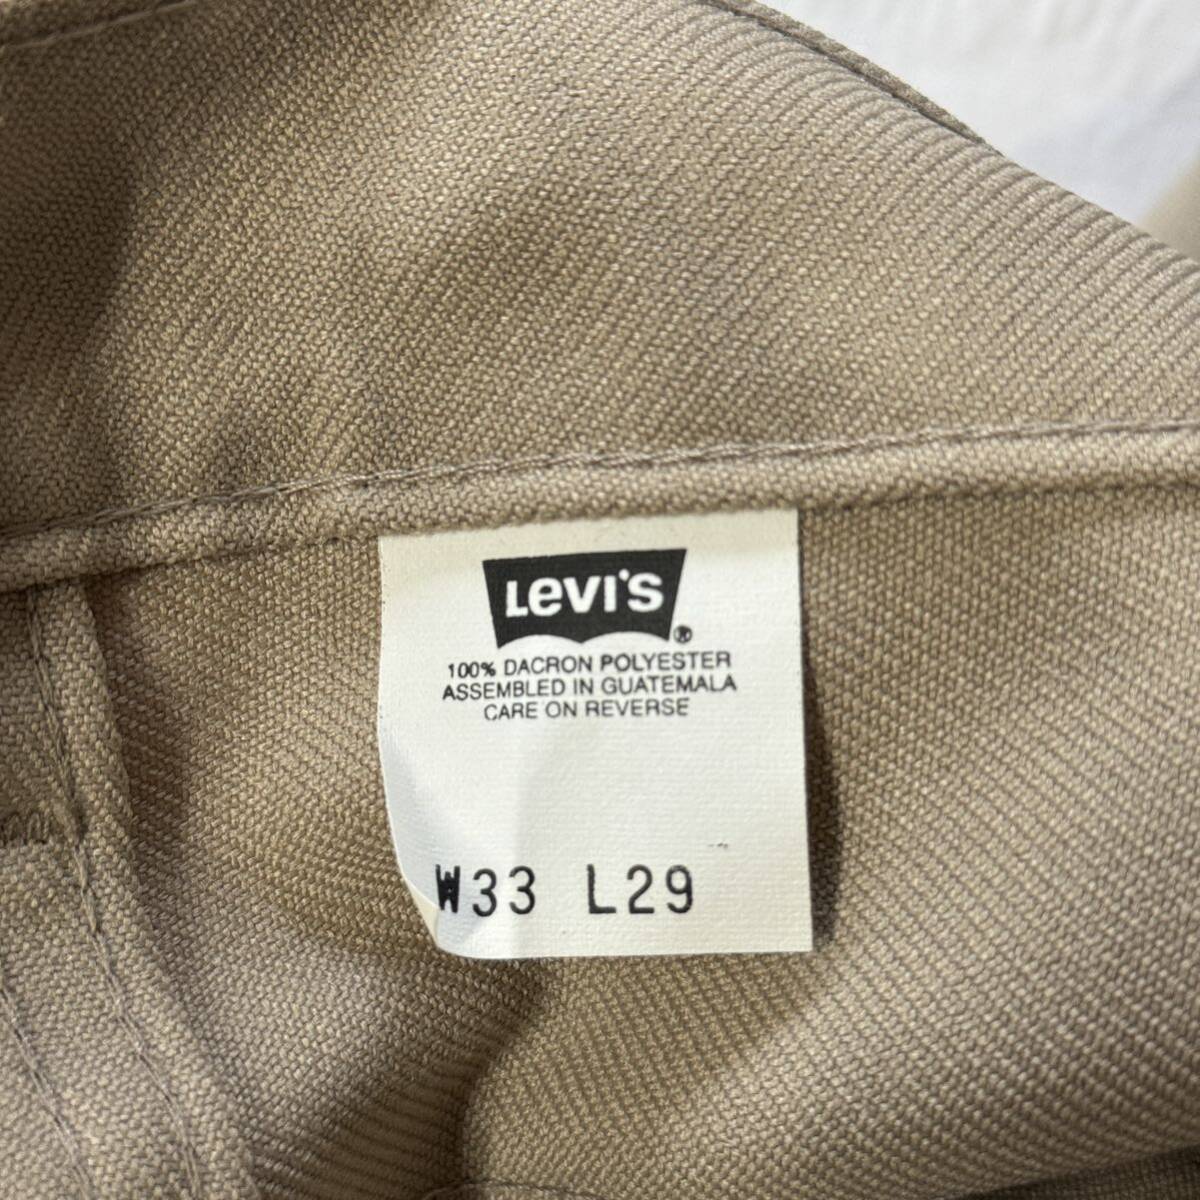 LEVI'S®
100% DACRON POLYESTER
ASSEMBLED IN GUATEMALA
CARE ON REVERSE
W33 L29